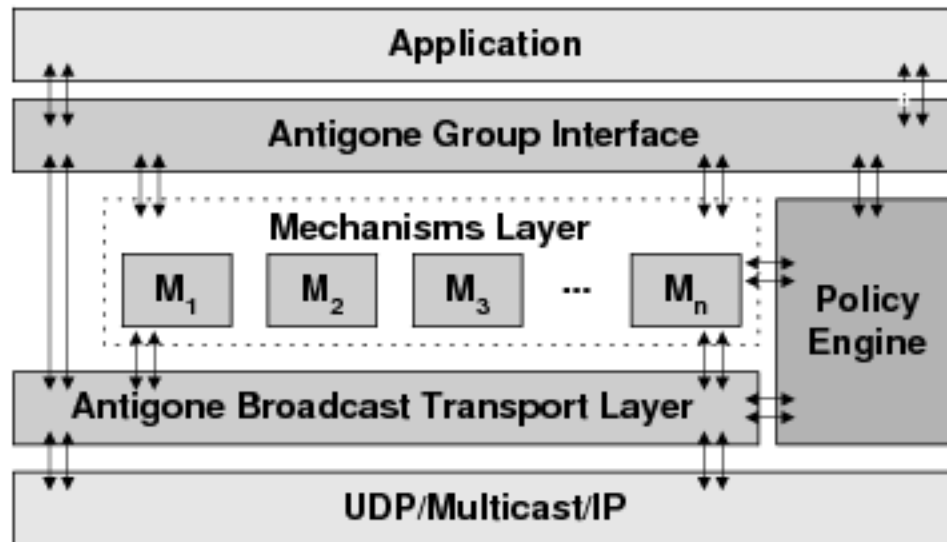 Application
Antigone Group Interface
Mechanisms Layer
M1 M2 M3 ... Mn
Policy
Engine
Antigone Broadcast Transport Layer
UDP/Multicast/IP